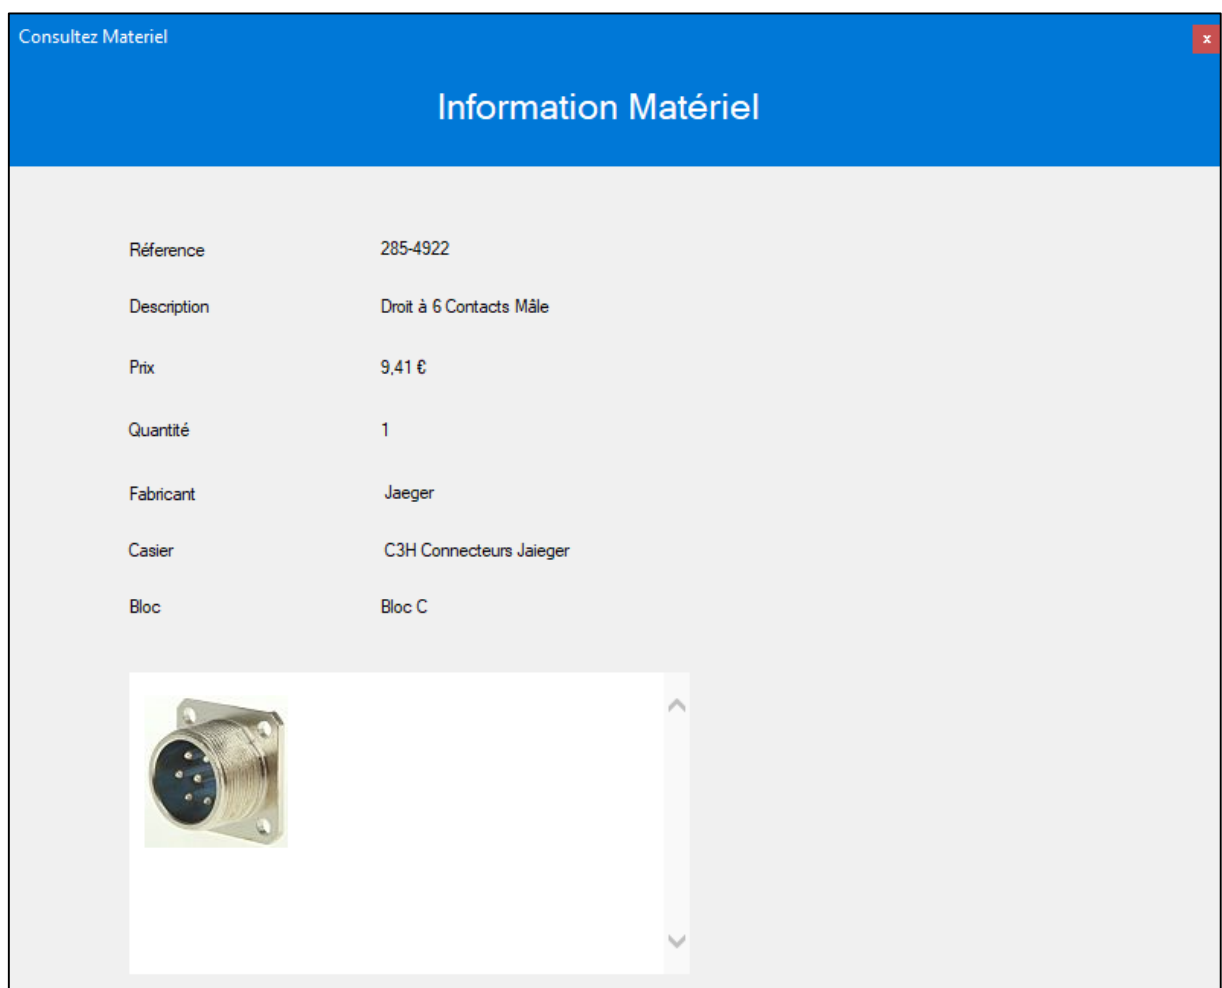 Consultez Materiel
x
Information Matériel
Réference 285-4922
Description Droit à 6 Contacts Mâle
Prix 9,41 €
Quantité 1
Fabricant Jaeger
Casier C3H Connecteurs Jaieger
Bloc Bloc C